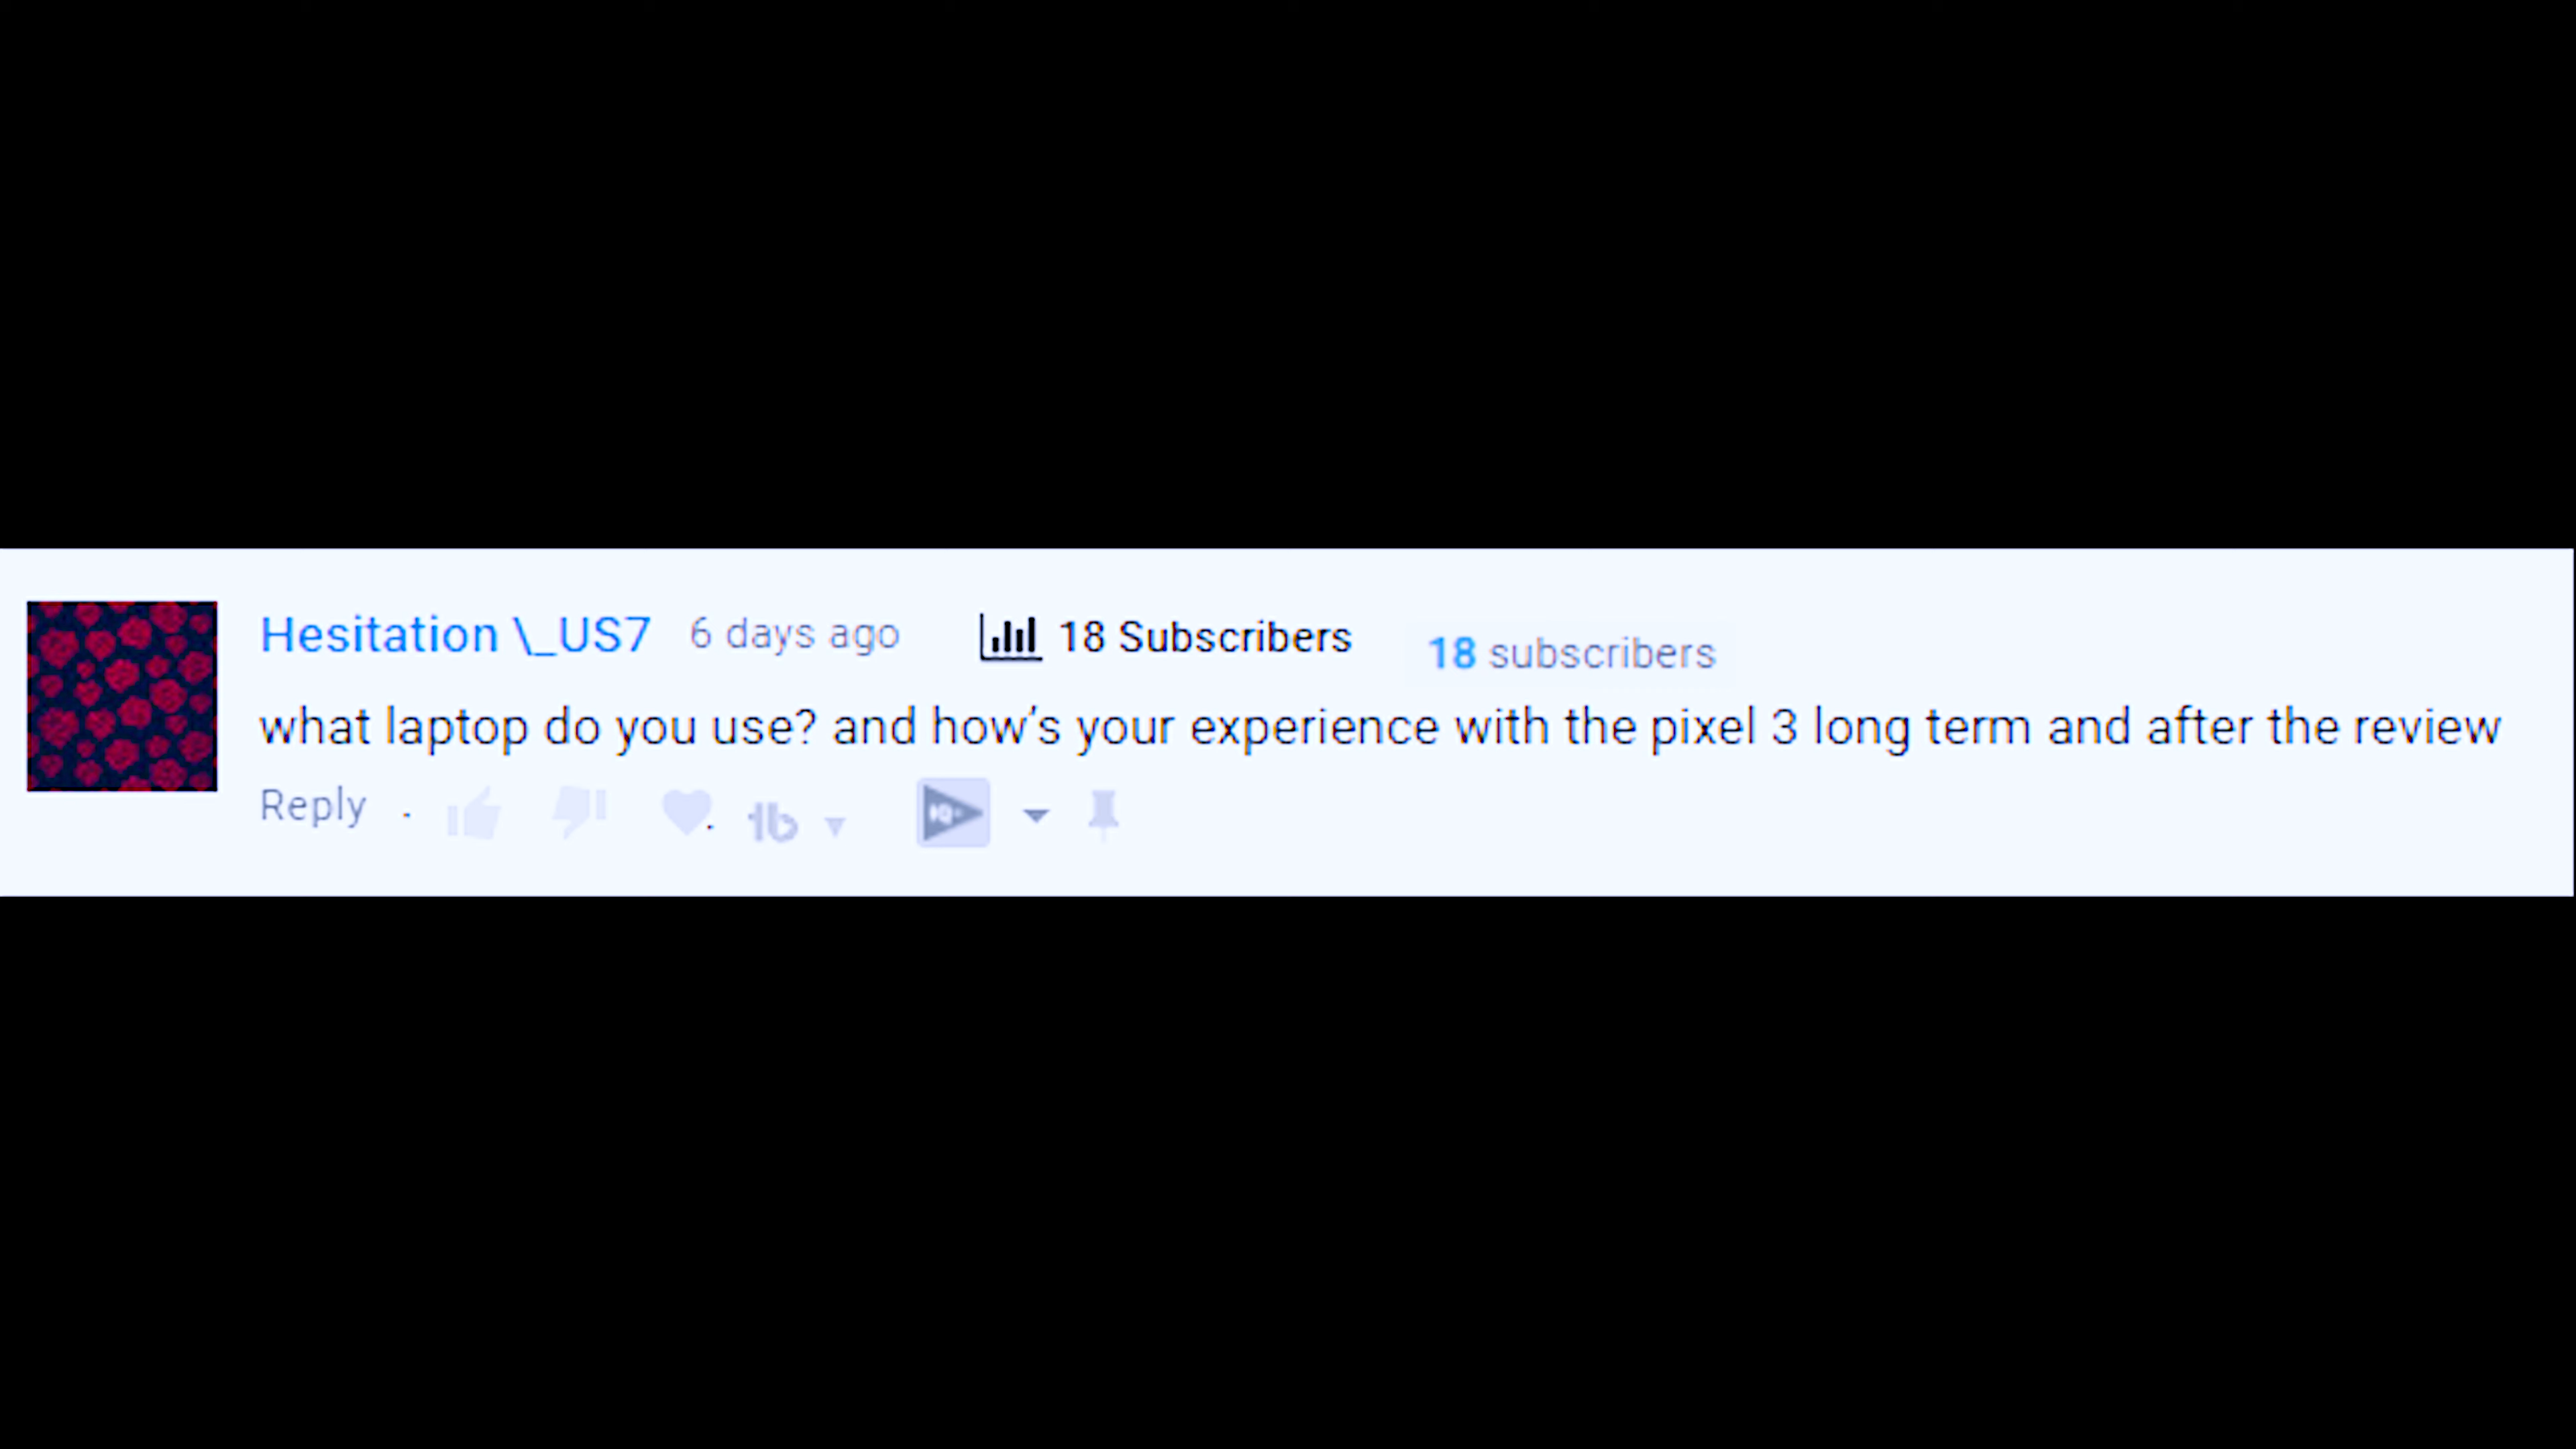 Hesitation \_US7 6 days ago 18 Subscribers 18 subscribers
what laptop do you use? and how's your experience with the pixel 3 long term and after the review
Reply